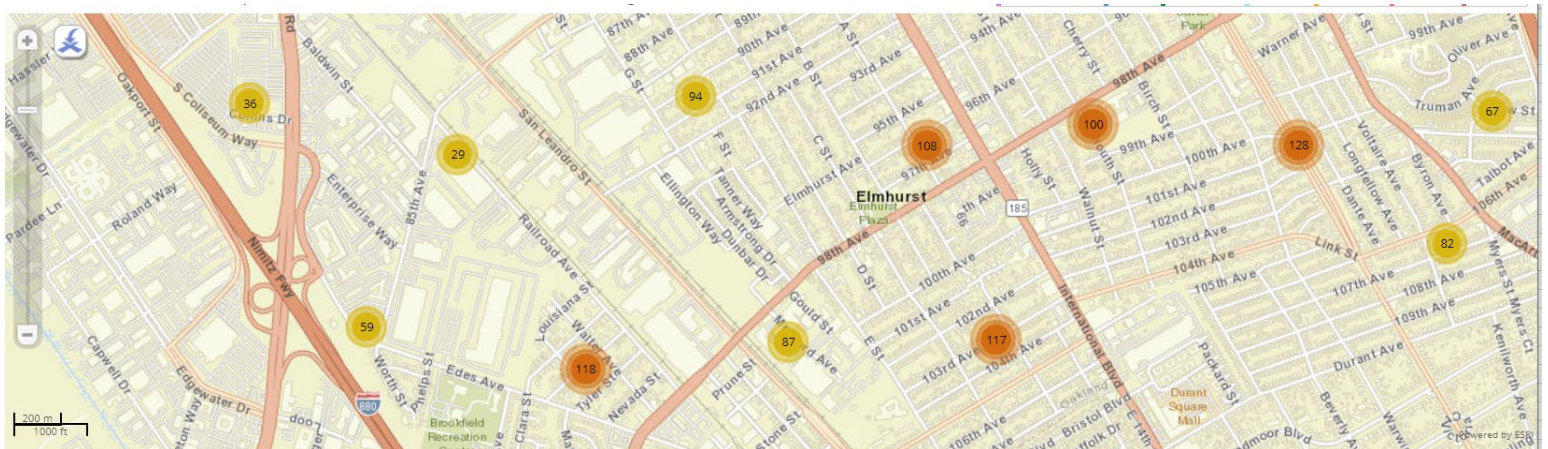 Hassler
Oakport St
S Coliseum Way
Rd
Baldwin St
36
Collins Dr
29
San Leandro St
87th Ave
88th Ave
89th
90th Ave
91st Ave
92nd Ave
93rd Ave
94th Ave
95th Ave
96th Ave
97th Ave
98th Ave
G St
F St
B St
A St
C St
94
108
100
128
67
Cherry St
Birch St
Park
Warner Ave
99th Ave
Oliver Ave
Truman Ave
Talbot Ave
106th Ave
Edgewater Dr
Pardee Ln
Roland Way
Enterprise Way
85th Ave
Railroad Ave
Ellington Way
Tanner Way
Armstrong Dr
Dunbar Dr
Elmhurst Ave
Elmhurst
Elmhurst
Plaza
98th Ave
D St
E St
Gould St
100th Ave
101st Ave
102nd Ave
103rd Ave
104th Ave
185
Holly St
Walnut St
99th Ave
100th Ave
101st Ave
102nd Ave
103rd Ave
104th Ave
105th Ave
Link St
Voltaire Ave
Longfellow Ave
Dante Ave
Byron Ave
82
107th Ave
108th Ave
109th Ave
Durant Ave
Myers St
Myers Ct
Kenilworth Ave
Nimitz Fwy
59
Louisiana St
Walter Ave
118
Tyler St
Nevada St
87
117
Prune St
Stone St
International Blvd
E 14th
Oakland
Packard St
Durant
Square
Mall
Beverly
Bristol Blvd
106th Ave
Capwell Dr
Edgewater Dr
Worth St
Phelps St
Edes Ave
Clara St
880
Brookfield
Recreation
Loop
200 m
1000 ft
Powered by ESRI